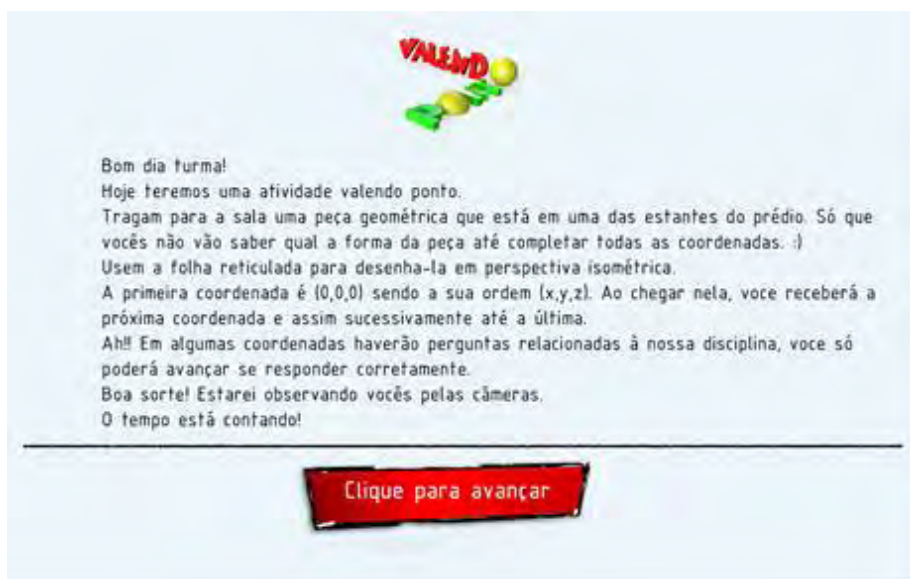 VALENDO
PONTO
Bom dia turma!
Hoje teremos uma atividade valendo ponto.
Tragam para a sala uma peça geométrica que está em uma das estantes do prédio. Só que
vocês não vão saber qual a forma da peça até completar todas as coordenadas. :)
Usem a folha reticulada para desenha-la em perspectiva isométrica.
A primeira coordenada é (0,0,0) sendo a sua ordem (x,y,z). Ao chegar nela, voce receberá a
próxima coordenada e assim sucessivamente até a última.
Ah!! Em algumas coordenadas haverão perguntas relacionadas à nossa disciplina, voce só
poderá avançar se responder corretamente.
Boa sorte! Estarei observando vocês pelas câmeras.
O tempo está contando!
Clique para avançar